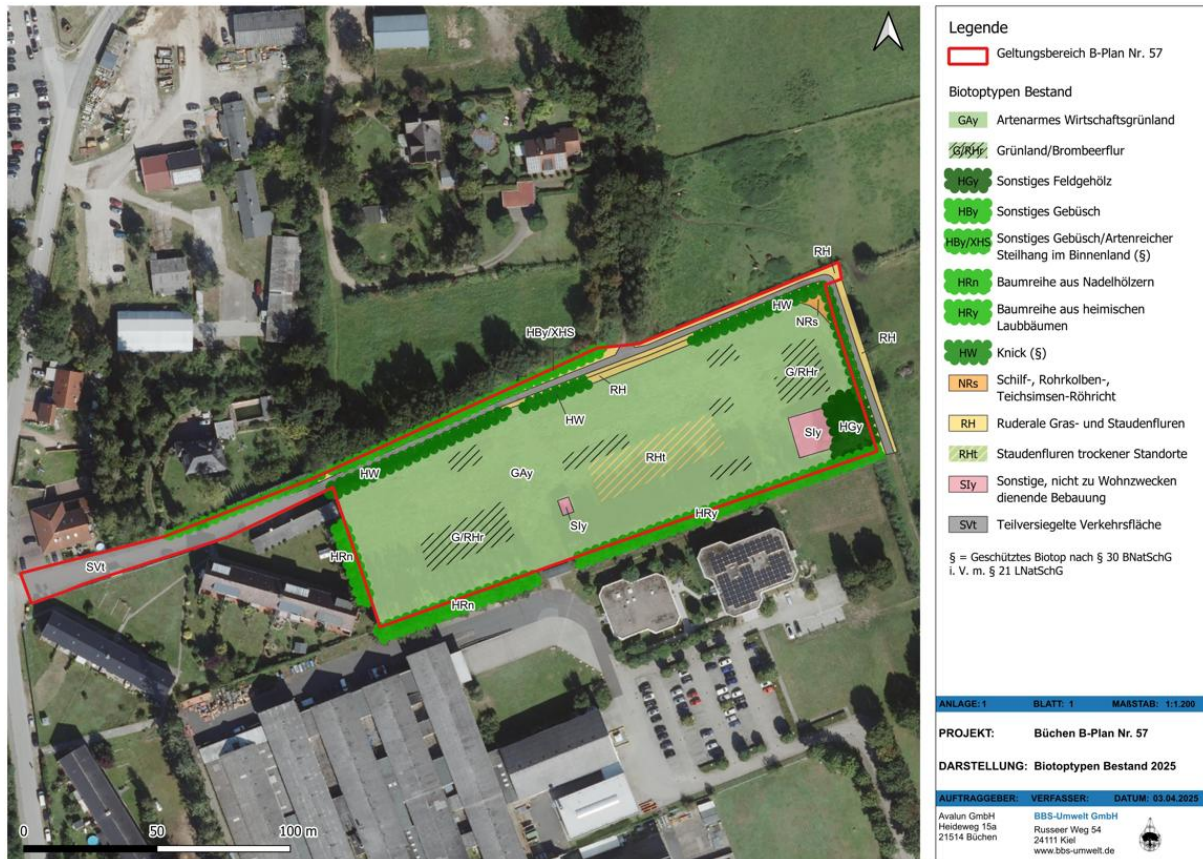 RH
HW
NRs
HBy/XHS
RH
G/RHr
RH
HW
SIy
HGy
RHt
HW
GAy
SIy
HRy
G/RHr
SVt
HRn
HRn
0 50 100 m
Legende
Geltungsbereich B-Plan Nr. 57
Biotoptypen Bestand
GAy Artenarmes Wirtschaftsgrünland
G/RHr Grünland/Brombeerflur
HGy Sonstiges Feldgehölz
HBy Sonstiges Gebüsch
HBy/XHS Sonstiges Gebüsch/Artenreicher
Steilhang im Binnenland (§)
HRn Baumreihe aus Nadelhölzern
HRy Baumreihe aus heimischen
Laubbäumen
HW Knick (§)
NRs Schilf-, Rohrkolben-,
Teichsimsen-Röhricht
RH Ruderale Gras- und Staudenfluren
RHt Staudenfluren trockener Standorte
SIy Sonstige, nicht zu Wohnzwecken
dienende Bebauung
SVt Teilversiegelte Verkehrsfläche
§ = Geschütztes Biotop nach § 30 BNatSchG
i. V. m. § 21 LNatSchG
ANLAGE: 1 BLATT: 1 MAẞSTAB: 1:1.200
PROJEKT: Büchen B-Plan Nr. 57
DARSTELLUNG: Biotoptypen Bestand 2025
AUFTRAGGEBER: VERFASSER: DATUM: 03.04.2025
Avalun GmbH
Heideweg 15a
21514 Büchen
BBS-Umwelt GmbH
Russeer Weg 54
24111 Kiel
www.bbs-umwelt.de